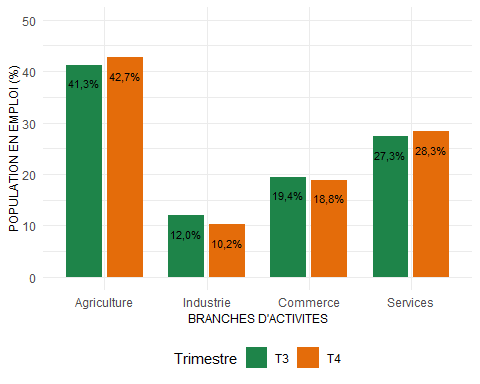 POPULATION EN EMPLOI (%)
50
40
30
20
10
0
41,3%
42,7%
12,0%
10,2%
19,4%
18,8%
27,3%
28,3%
Agriculture
Industrie
Commerce
Services
BRANCHES D'ACTIVITES
Trimestre
T3
T4